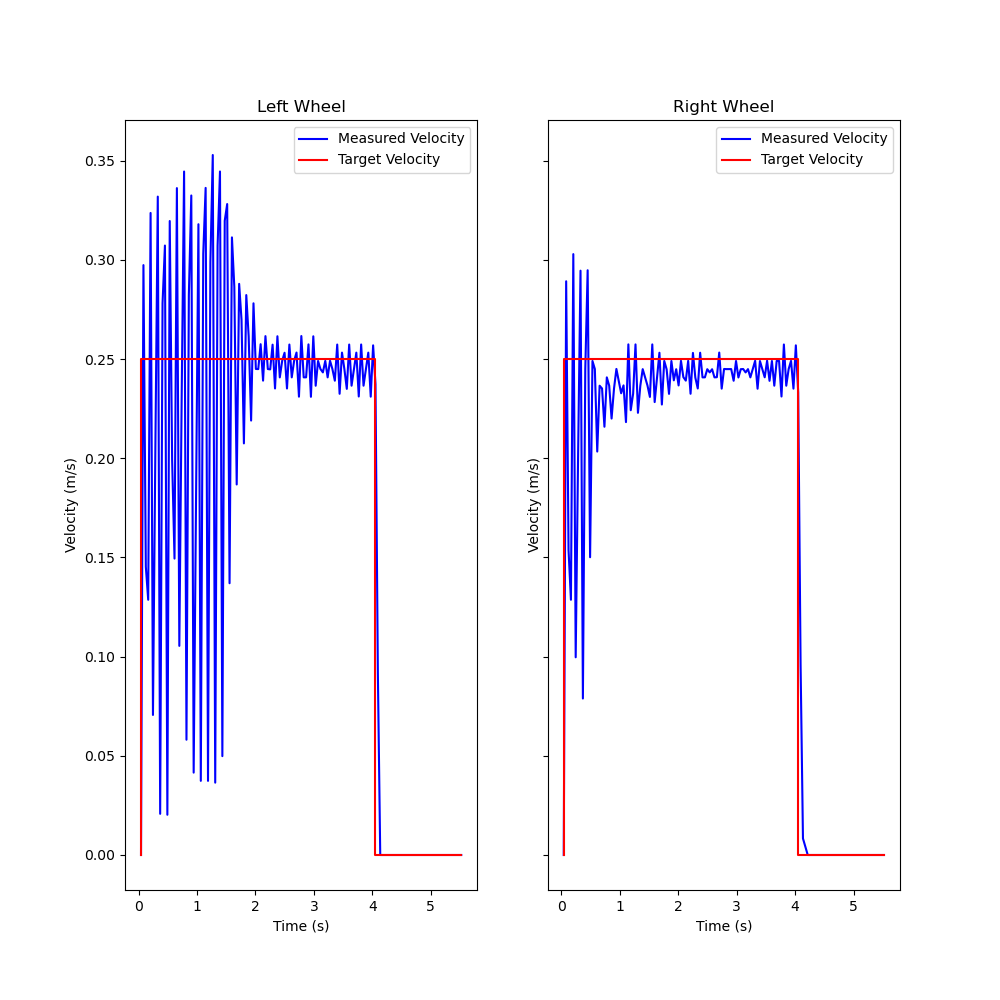 Left Wheel
Measured Velocity
Target Velocity
0.35
0.30
0.25
0.20
0.15
0.10
0.05
0.00
Velocity (m/s)
0 1 2 3 4 5
Time (s)
Right Wheel
Measured Velocity
Target Velocity
Velocity (m/s)
0 1 2 3 4 5
Time (s)